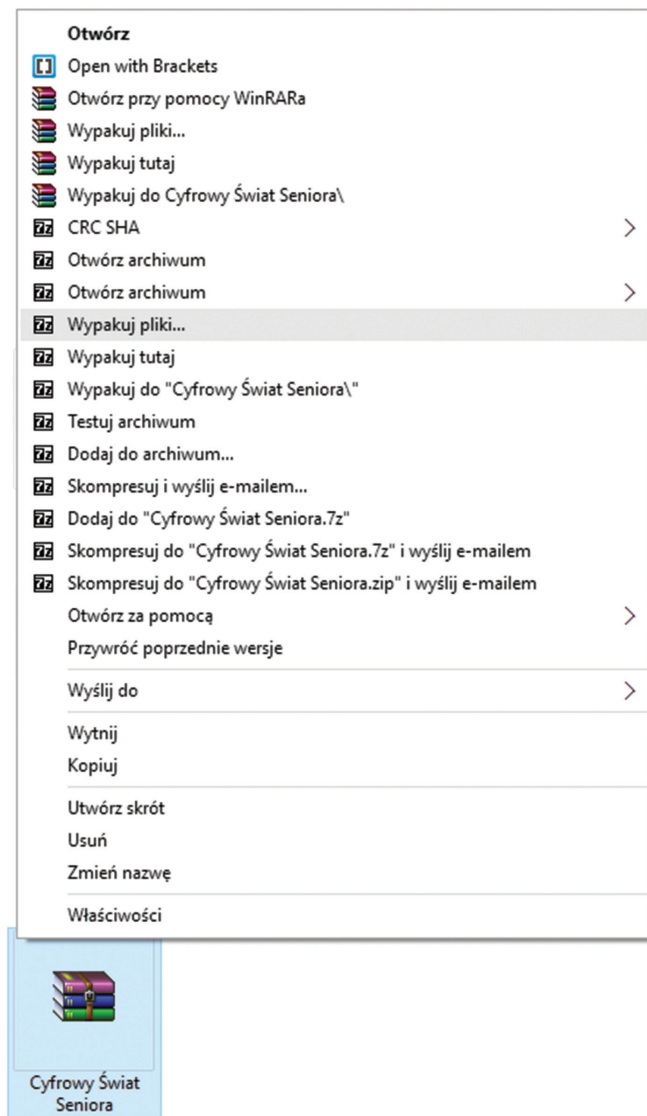 Otwórz
Open with Brackets
Otwórz przy pomocy WinRARa
Wypakuj pliki...
Wypakuj tutaj
Wypakuj do Cyfrowy Świat Seniora\
CRC SHA
Otwórz archiwum
Otwórz archiwum
Wypakuj pliki...
Wypakuj tutaj
Wypakuj do "Cyfrowy Świat Seniora\"
Testuj archiwum
Dodaj do archiwum...
Skompresuj i wyślij e-mailem...
Dodaj do "Cyfrowy Świat Seniora.7z"
Skompresuj do "Cyfrowy Świat Seniora.7z" i wyślij e-mailem
Skompresuj do "Cyfrowy Świat Seniora.zip" i wyślij e-mailem
Otwórz za pomocą
Przywróć poprzednie wersje
Wyślij do
Wytnij
Kopiuj
Utwórz skrót
Usuń
Zmień nazwę
Właściwości
Cyfrowy Świat
Seniora